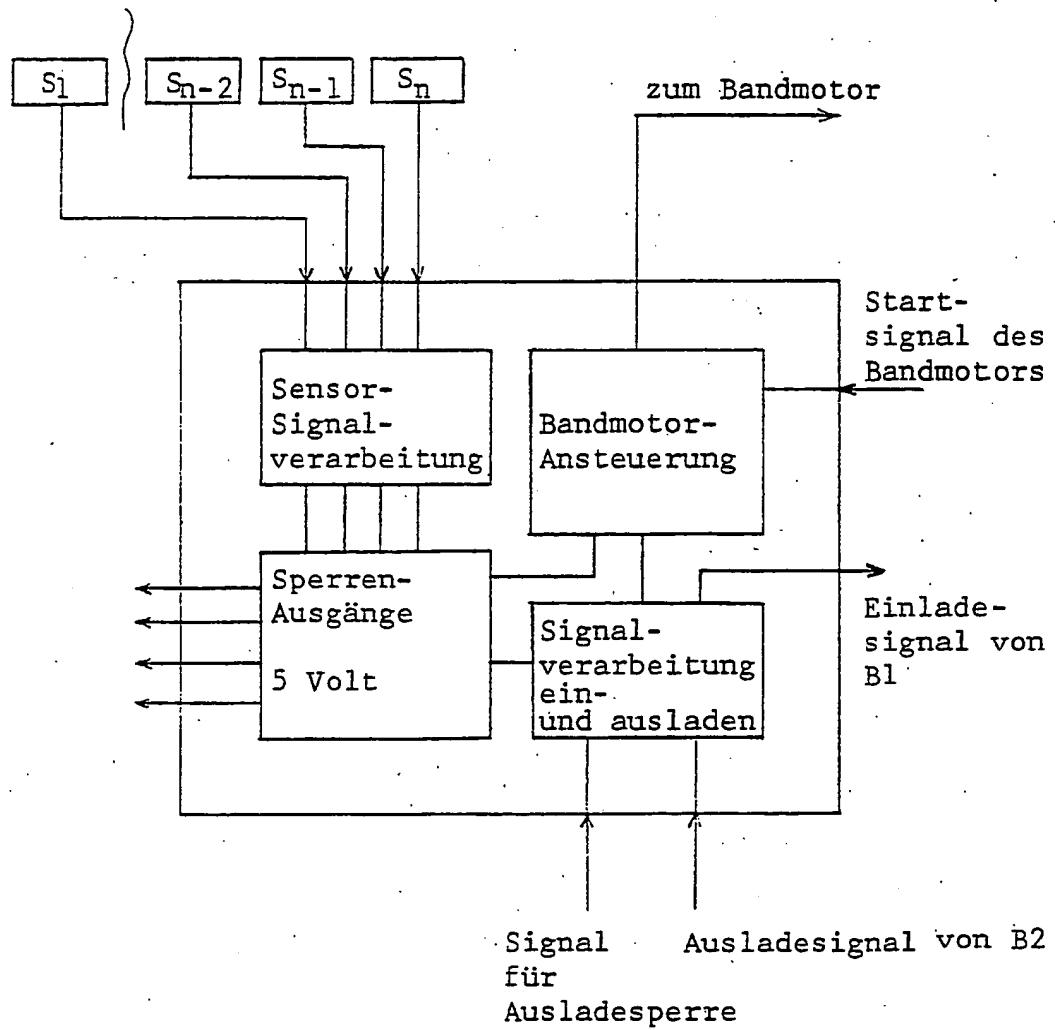 S1 Sn-2 Sn-1 Sn
zum Bandmotor
Start-
signal des
Bandmotors
Sensor-
Signal-
verarbeitung
Bandmotor-
Ansteuerung
Sperren-
Ausgänge
5 Volt
Signal-
verarbeitung
ein-
und ausladen
Einlade-
signal von
B1
Signal
für
Ausladesperre
Ausladesignal von B2